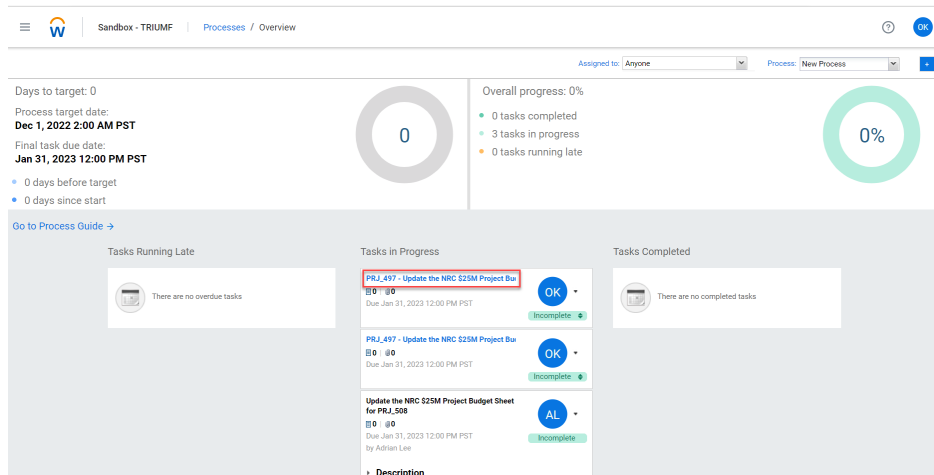 Sandbox - TRIUMF Processes / Overview OK
Assigned to: Anyone Process: New Process +
Days to target: 0
Process target date:
Dec 1, 2022 2:00 AM PST
Final task due date:
Jan 31, 2023 12:00 PM PST
0 days before target
0 days since start
0
Overall progress: 0%
0 tasks completed
3 tasks in progress
0 tasks running late
0%
Go to Process Guide →
Tasks Running Late
There are no overdue tasks
Tasks in Progress
PRJ_497 - Update the NRC $25M Project Bu
0 0
Due Jan 31, 2023 12:00 PM PST
OK
Incomplete
PRJ_497 - Update the NRC $25M Project Bu
0 0
Due Jan 31, 2023 12:00 PM PST
OK
Incomplete
Update the NRC $25M Project Budget Sheet
for PRJ_508
0 0
Due Jan 31, 2023 12:00 PM PST
by Adrian Lee
AL
Incomplete
Description
Tasks Completed
There are no completed tasks